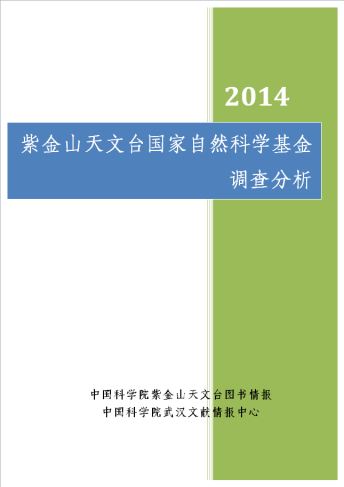 2014
紫金山天文台国家自然科学基金
调查分析
中国科学院紫金山天文台图书情报
中国科学院武汉文献情报中心